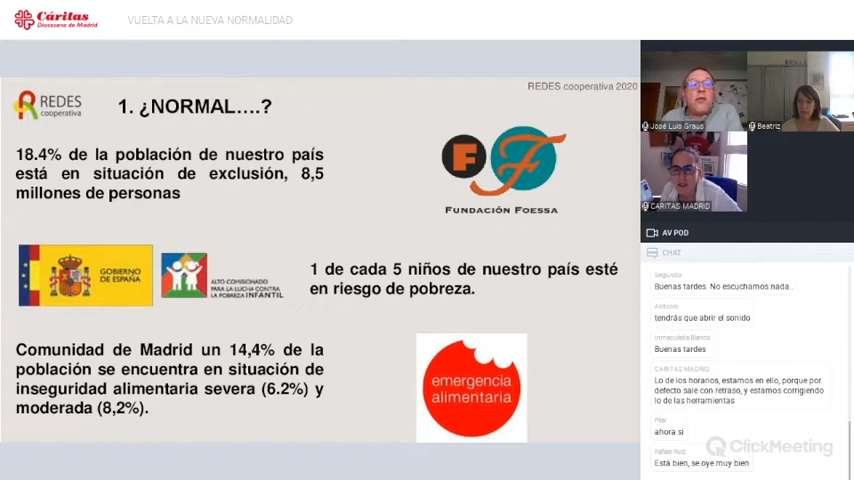 Cáritas
Diocesana de Madrid
VUELTA A LA NUEVA NORMALIDAD
REDES cooperativa 2020
REDES
cooperativa
1. ¿NORMAL….?
18.4% de la población de nuestro país
está en situación de exclusión, 8,5
millones de personas
F
F
FUNDACIÓN FOESSA
GOBIERNO
DE ESPAÑA
ALTO COMISIONADO
PARA LA LUCHA CONTRA
LA POBREZA INFANTIL
1 de cada 5 niños de nuestro país esté
en riesgo de pobreza.
Comunidad de Madrid un 14,4% de la
población se encuentra en situación de
inseguridad alimentaria severa (6.2%) y
moderada (8,2%).
emergencia
alimentaria
José Luis Graus
Beatriz
CARITAS MADRID
AV POD
CHAT
Segundo
Buenas tardes. No escuchamos nada..
Antonio
tendrás que abrir el sonido
Inmaculada Blanco
Buenas tardes
CARITAS MADRID
Lo de los horarios, estamos en ello, porque por
defecto sale con retraso, y estamos corrigiendo
lo de las herramientas
Pilar
ahora si
Rafael Ruiz
Está bien, se oye muy bien
ClickMeeting